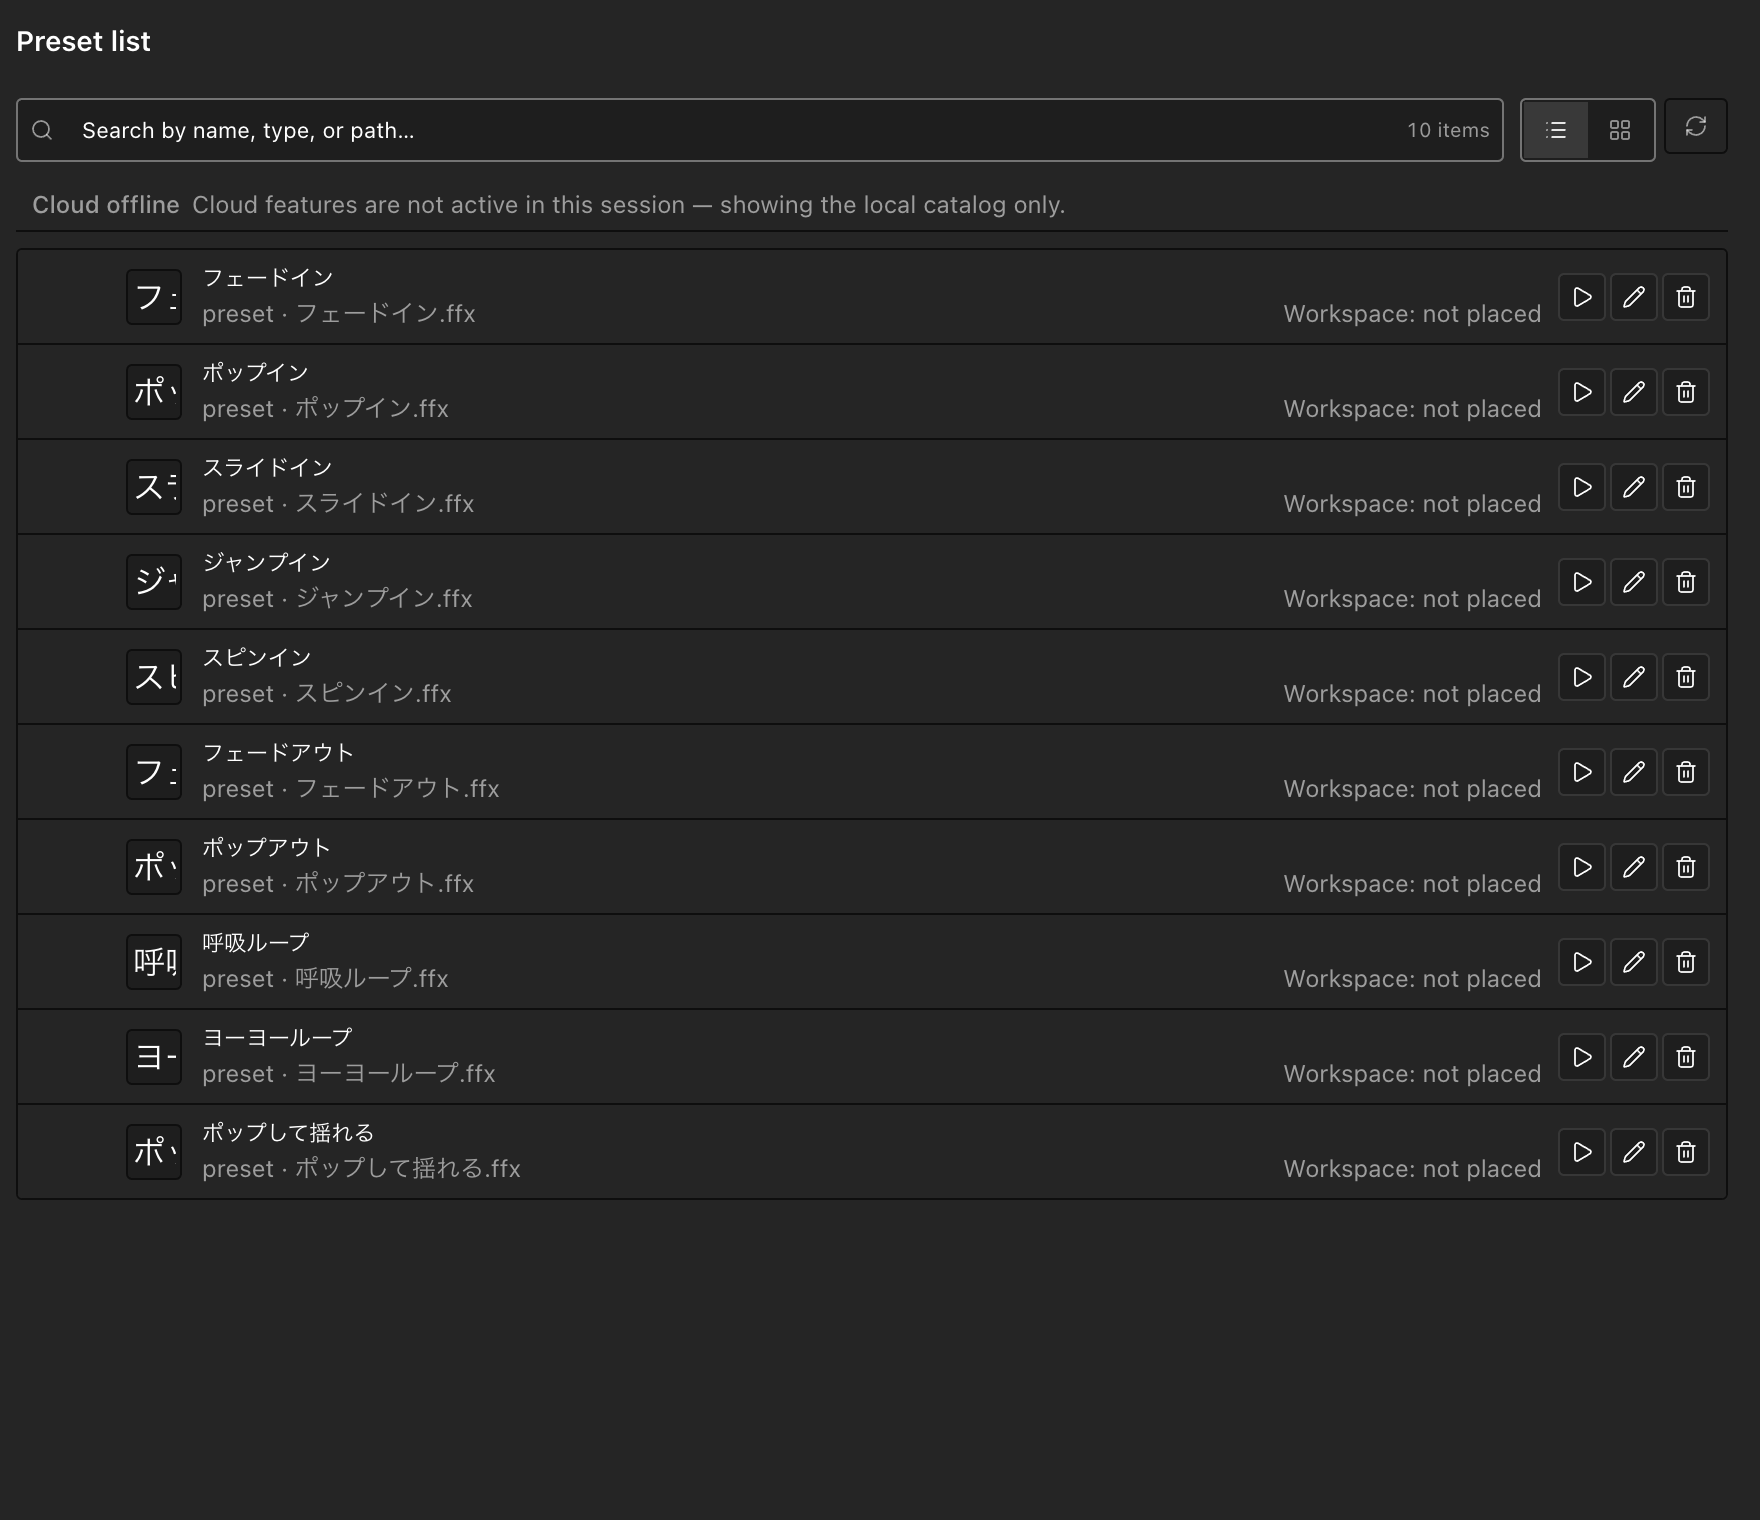 Preset list
Search by name, type, or path...
10 items
Cloud offline Cloud features are not active in this session — showing the local catalog only.
フェードイン
preset · フェードイン.ffx
Workspace: not placed
ポップイン
preset · ポップイン.ffx
Workspace: not placed
スライドイン
preset · スライドイン.ffx
Workspace: not placed
ジャンプイン
preset · ジャンプイン.ffx
Workspace: not placed
スピンイン
preset · スピンイン.ffx
Workspace: not placed
フェードアウト
preset · フェードアウト.ffx
Workspace: not placed
ポップアウト
preset · ポップアウト.ffx
Workspace: not placed
呼吸ループ
preset · 呼吸ループ.ffx
Workspace: not placed
ヨーヨーループ
preset · ヨーヨーループ.ffx
Workspace: not placed
ポップして揺れる
preset · ポップして揺れる.ffx
Workspace: not placed